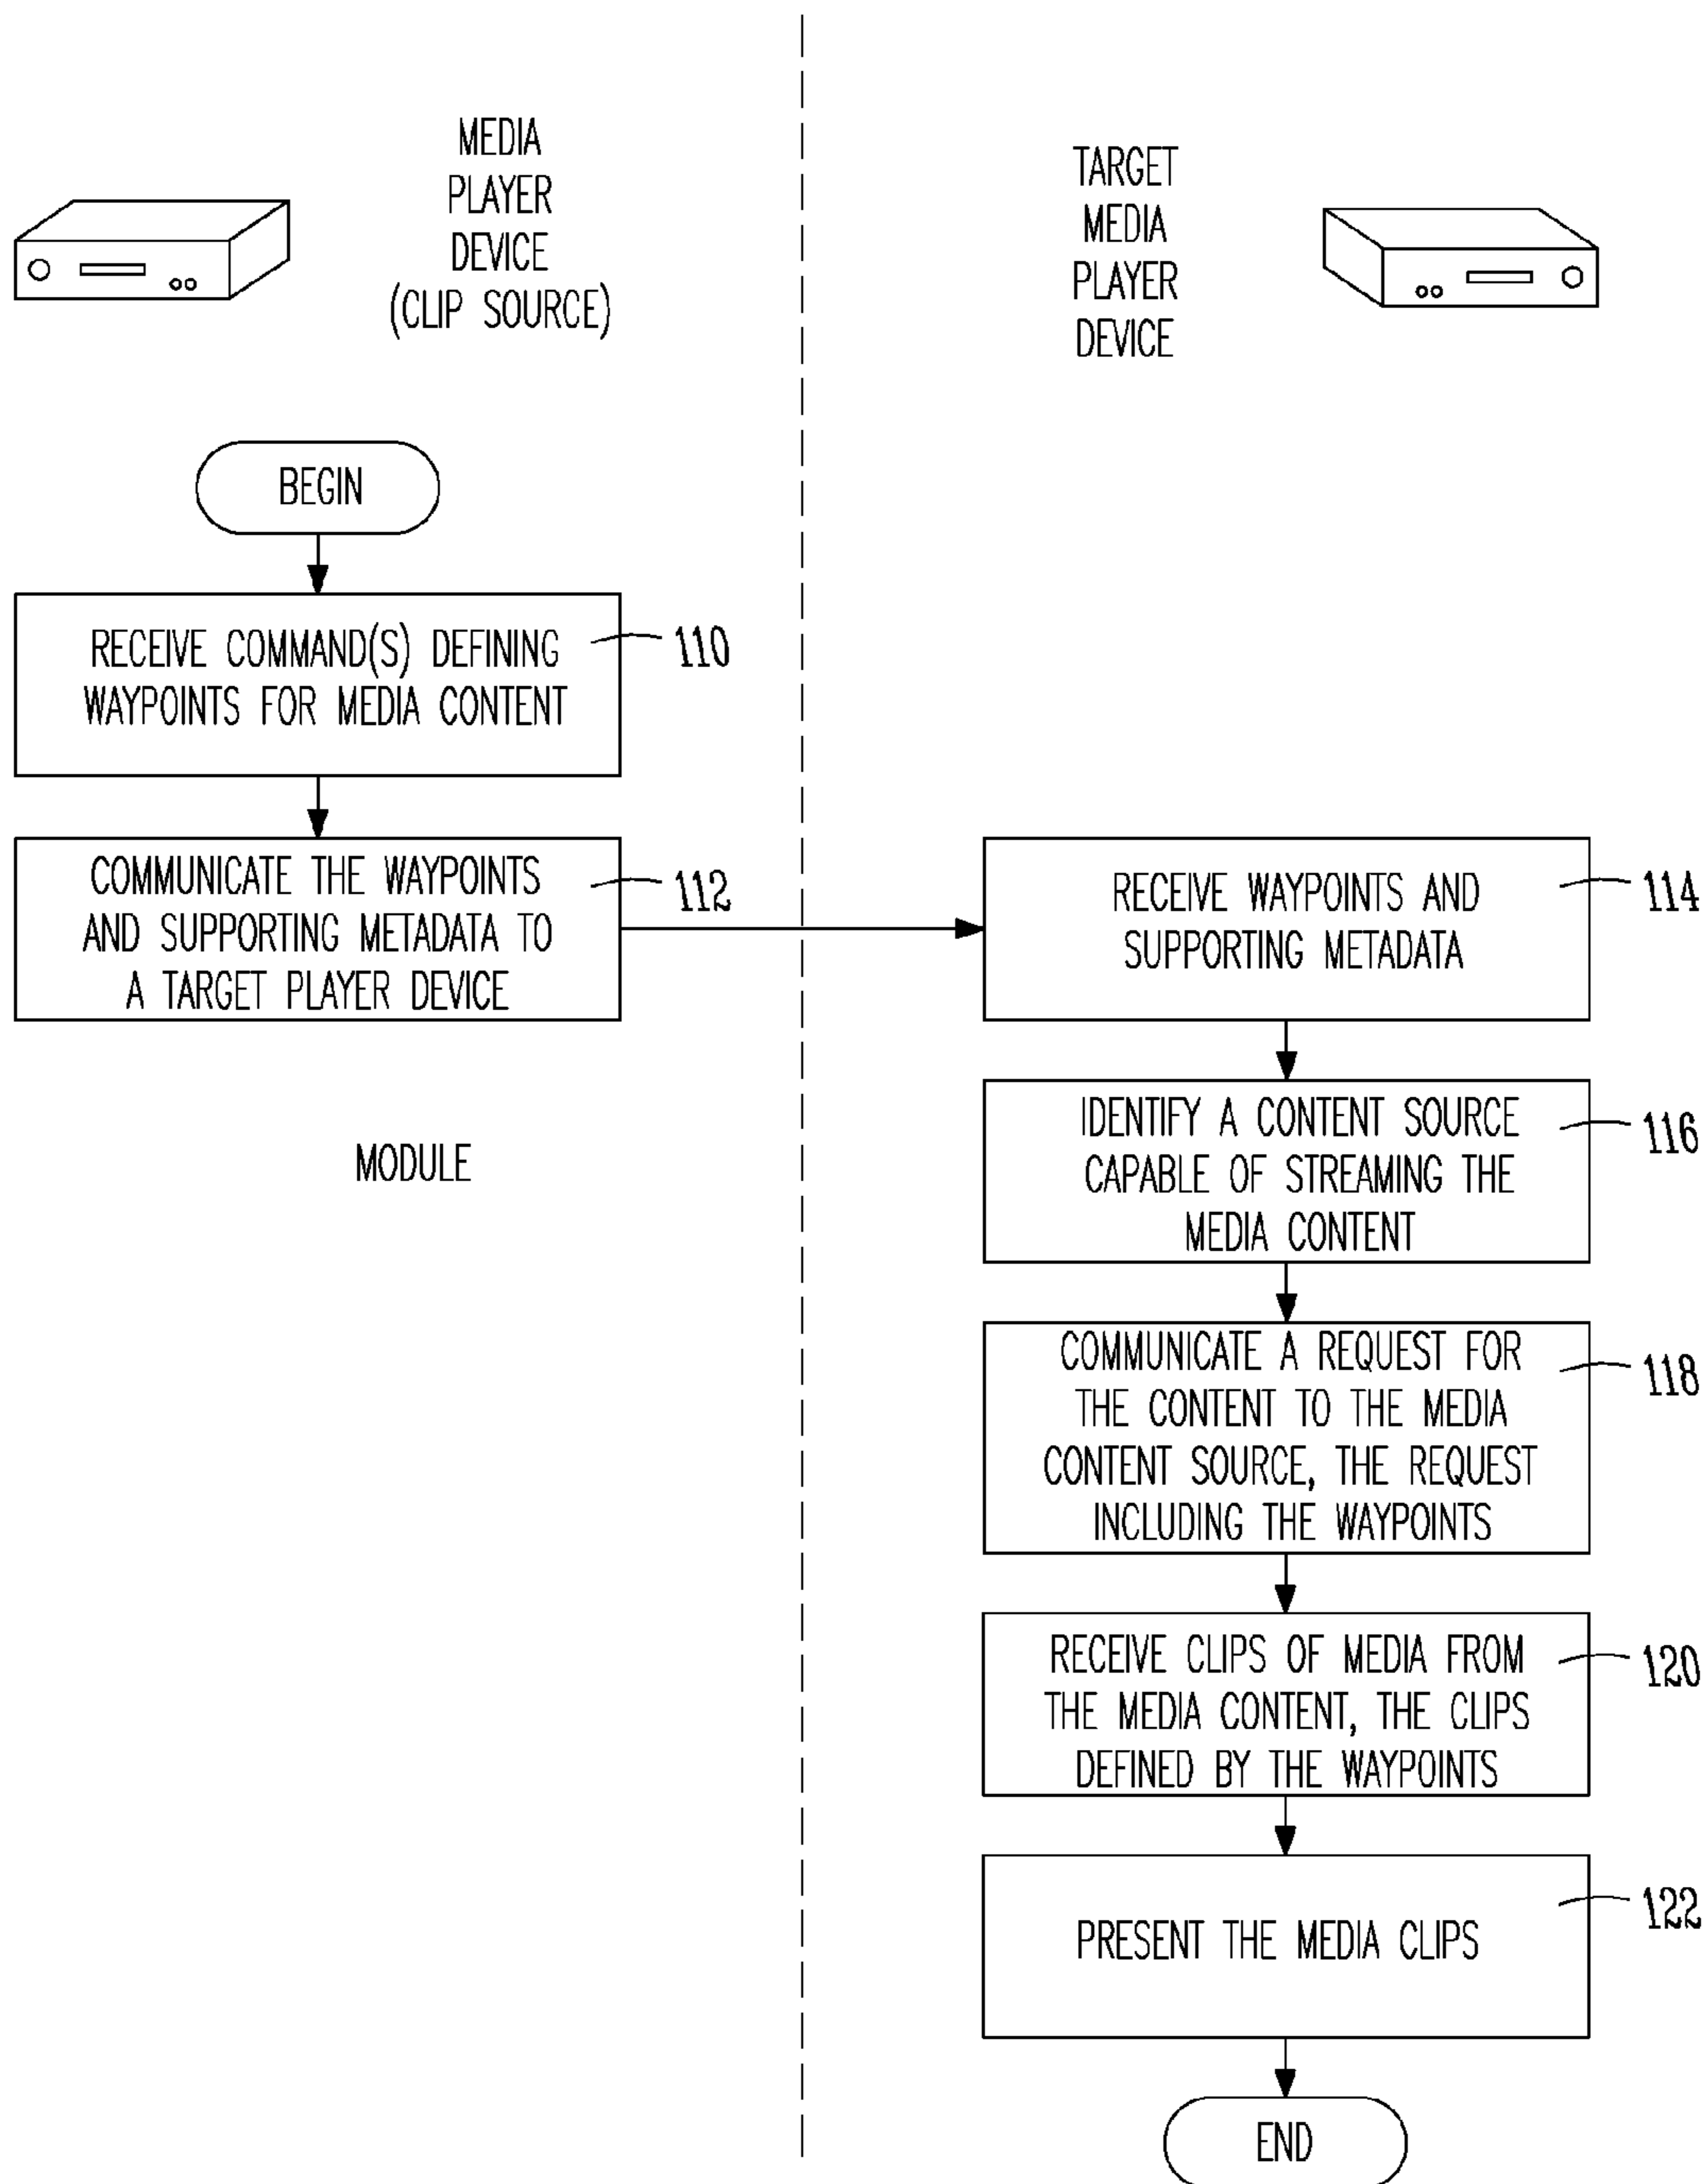 MEDIA
PLAYER
DEVICE
(CLIP SOURCE)
TARGET
MEDIA
PLAYER
DEVICE
BEGIN
RECEIVE COMMAND(S) DEFINING
WAYPOINTS FOR MEDIA CONTENT
110
COMMUNICATE THE WAYPOINTS
AND SUPPORTING METADATA TO
A TARGET PLAYER DEVICE
112
MODULE
RECEIVE WAYPOINTS AND
SUPPORTING METADATA
114
IDENTIFY A CONTENT SOURCE
CAPABLE OF STREAMING THE
MEDIA CONTENT
116
COMMUNICATE A REQUEST FOR
THE CONTENT TO THE MEDIA
CONTENT SOURCE, THE REQUEST
INCLUDING THE WAYPOINTS
118
RECEIVE CLIPS OF MEDIA FROM
THE MEDIA CONTENT, THE CLIPS
DEFINED BY THE WAYPOINTS
120
PRESENT THE MEDIA CLIPS
122
END